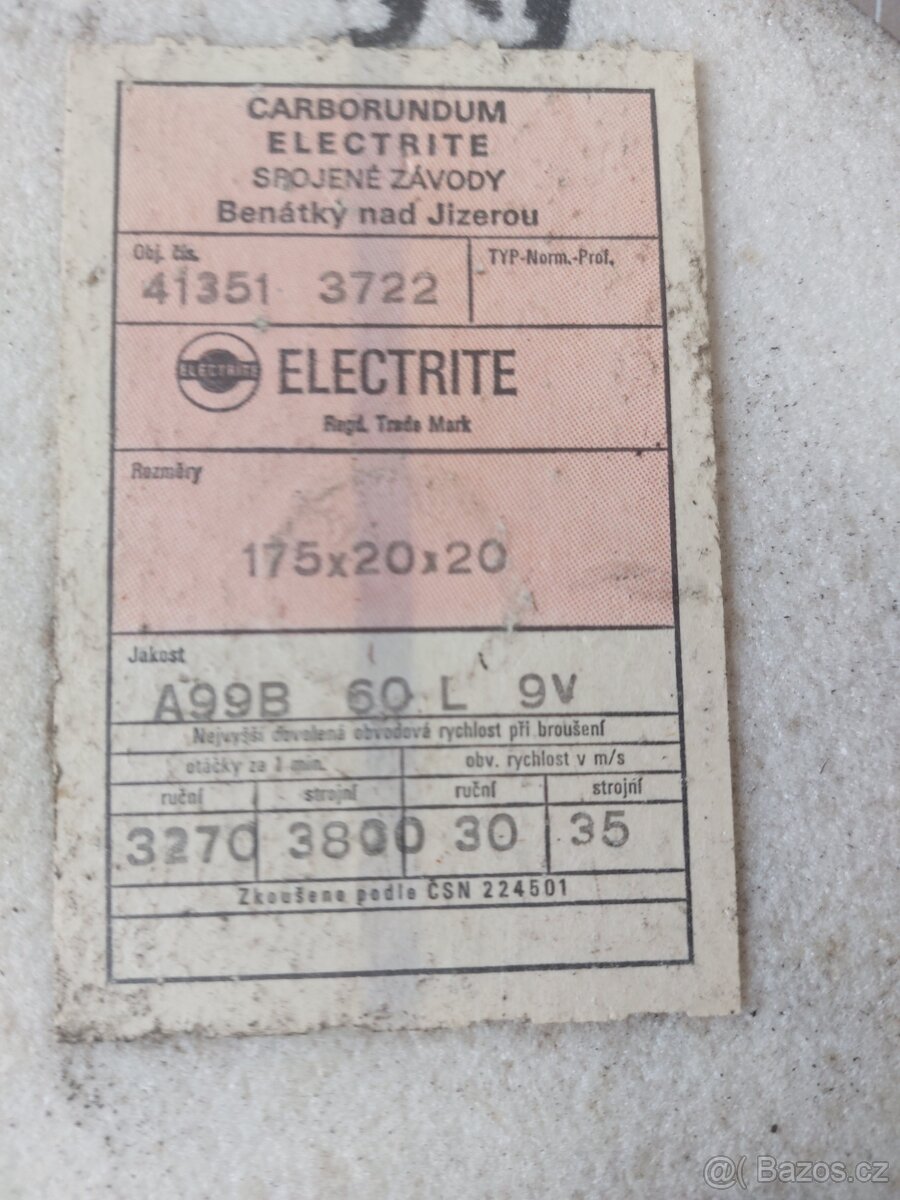 CARBORUNDUM
ELECTRITE
SPOJENÉ ZÁVODY
Benátky nad Jizerou
Obj. čís.
TYP-Norm.-Prof.
41351 3722
ELECTRITE
ELECTRITE
Regd. Trade Mark
Rozměry
175x20x20
Jakost
A99B 60 L 9V
Nejvyšší dovolená obvodová rychlost při broušení
otáčky za 1 min.
obv. rychlost v m/s
ruční strojní ruční strojní
3270 3800 30 35
Zkoušeno podle ČSN 224501
@( Bazos.cz